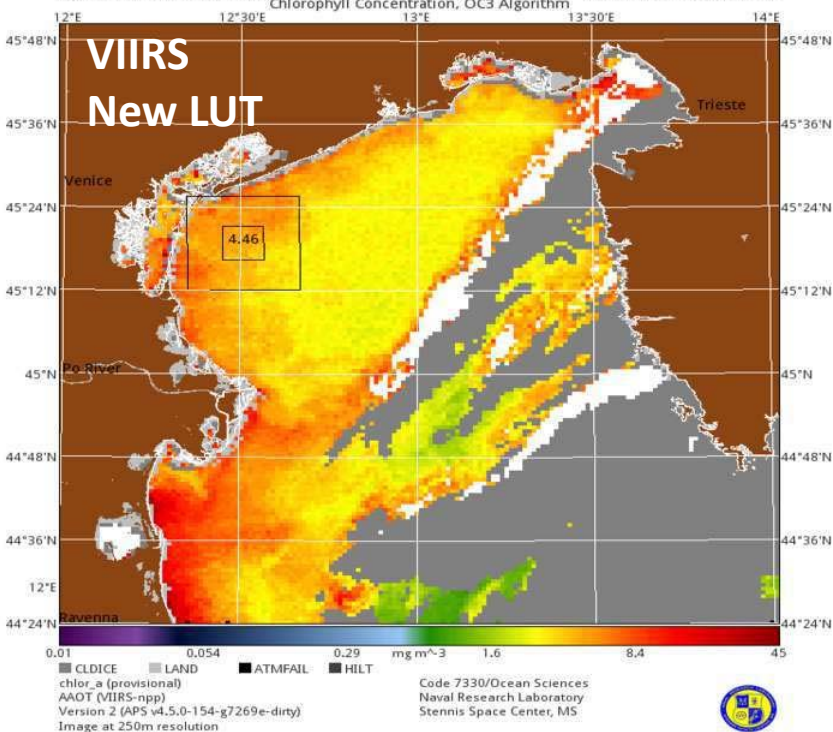 Chlorophyll Concentration, OC3 Algorithm
12°E 12°30'E 13°E 13°30'E 14°E
45°48'N 45°48'N
VIIRS
New LUT
45°36'N 45°36'N
Trieste
Venice
45°24'N 45°24'N
4.46
45°12'N 45°12'N
Po River
45°N 45°N
44°48'N 44°48'N
44°36'N 44°36'N
12°E
Ravenna
44°24'N 44°24'N
0.01 0.054 0.29 mg m^-3 1.6 8.4 45
CLDICE LAND ATMFAIL HILT
chlor_a (provisional)
AAOT (VIIRS-npp)
Version 2 (APS v4.5.0-154-g7269e-dirty)
Image at 250m resolution
Code 7330/Ocean Sciences
Naval Research Laboratory
Stennis Space Center, MS